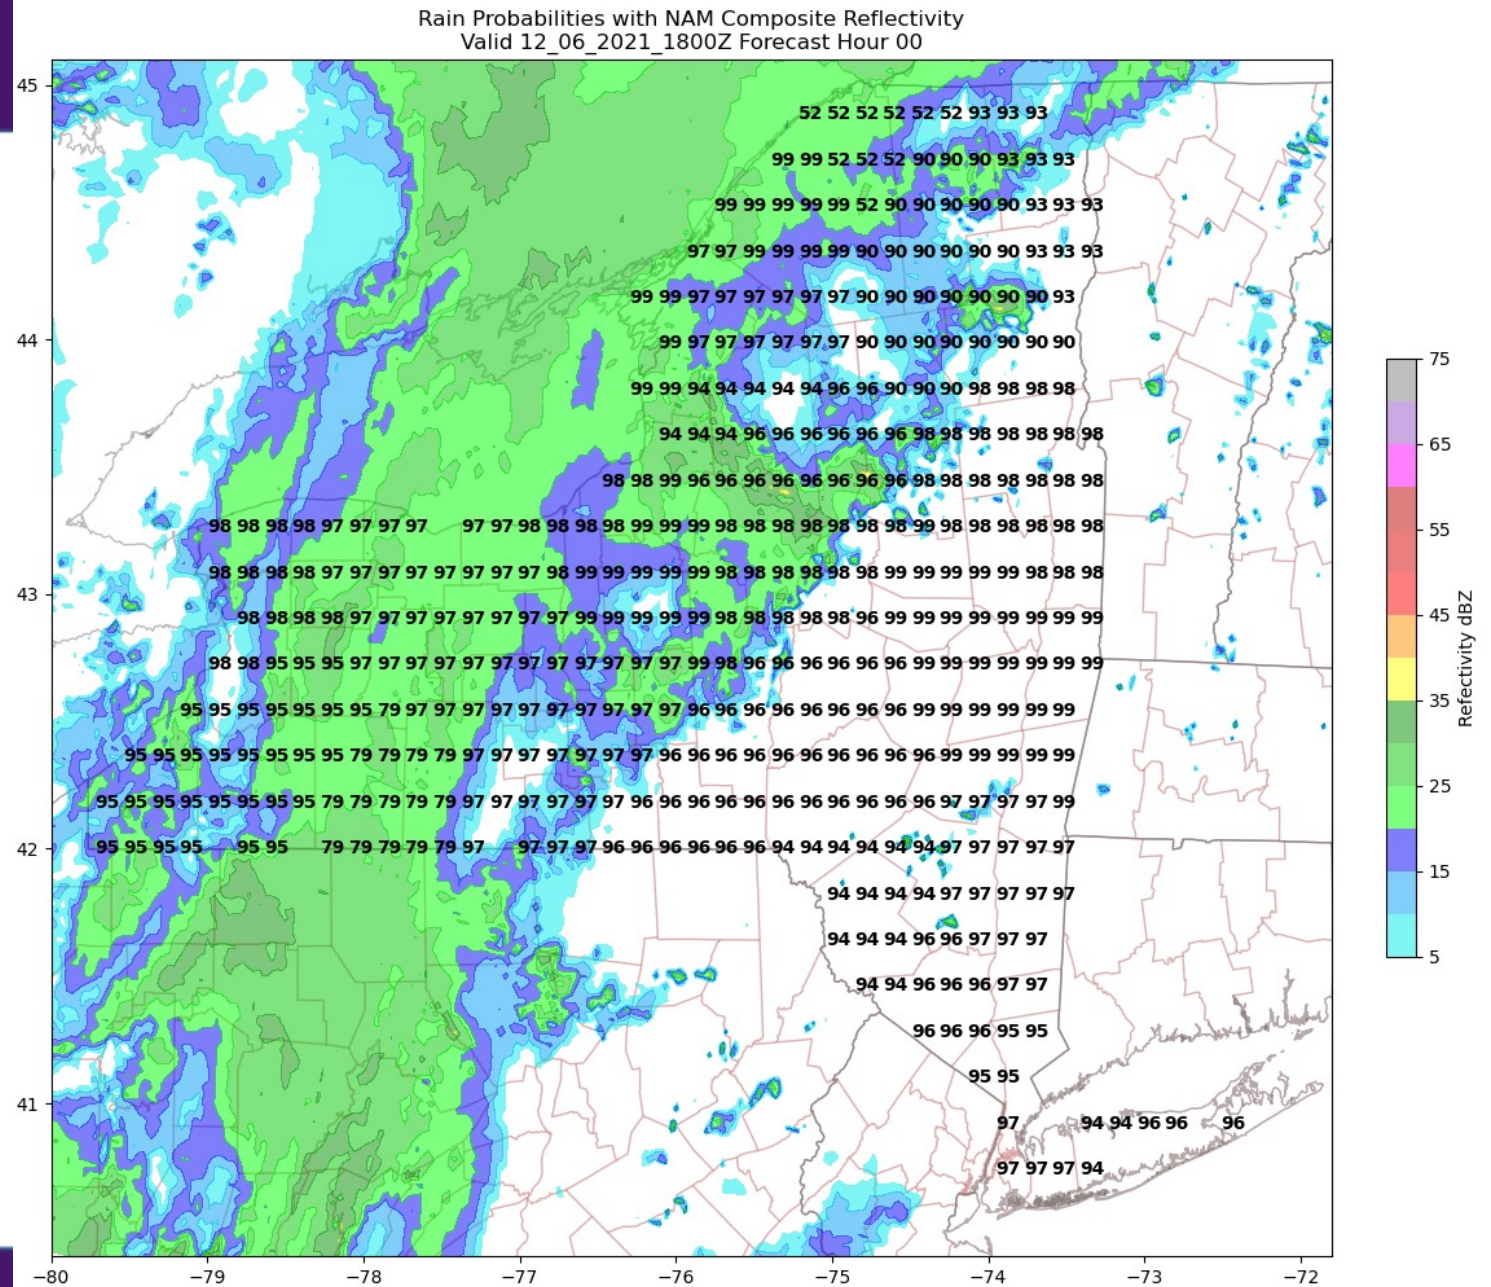 Rain Probabilities with NAM Composite Reflectivity
Valid 12_06_2021_1800Z Forecast Hour 00
45
52 52 52 52 52 52 93 93 93
99 99 52 52 52 90 90 90 93 93 93
99 99 99 99 99 52 90 90 90 90 90 93 93 93
97 97 99 99 99 99 90 90 90 90 90 90 93 93 93
99 99 97 97 97 97 97 97 90 90 90 90 90 90 90 93
44
99 97 97 97 97 97 97 90 90 90 90 90 90 90 90
99 99 94 94 94 94 94 96 96 90 90 90 98 98 98 98
94 94 94 96 96 96 96 96 96 98 98 98 98 98 98 98
98 98 99 96 96 96 96 96 96 96 96 98 98 98 98 98 98 98
98 98 98 98 97 97 97 97 97 97 98 98 98 98 99 99 99 98 98 98 98 98 98 98 99 98 98 98 98 98 98
98 98 98 98 97 97 97 97 97 97 97 97 98 99 99 99 99 99 98 98 98 98 98 98 99 99 99 99 99 98 98 98
43
98 98 98 98 97 97 97 97 97 97 97 97 99 99 99 99 99 98 98 98 98 98 96 99 99 99 99 99 99 99 99
98 98 95 95 95 97 97 97 97 97 97 97 97 97 97 97 97 99 98 96 96 96 96 96 96 99 99 99 99 99 99 99
95 95 95 95 95 95 95 79 97 97 97 97 97 97 97 97 97 97 96 96 96 96 96 96 96 96 99 99 99 99 99 99
95 95 95 95 95 95 95 95 79 79 79 79 97 97 97 97 97 97 97 96 96 96 96 96 96 96 96 96 96 99 99 99 99 99
95 95 95 95 95 95 95 95 79 79 79 79 79 97 97 97 97 97 97 96 96 96 96 96 96 96 96 96 96 96 97 97 97 97 99
42
95 95 95 95 95 95 79 79 79 79 79 97 97 97 97 96 96 96 96 96 96 94 94 94 94 94 94 97 97 97 97 97
94 94 94 94 97 97 97 97 97
94 94 94 96 96 97 97 97
94 94 96 96 96 97 97
96 96 96 95 95
41
95 95
97 94 94 96 96 96
97 97 97 94
−80 −79 −78 −77 −76 −75 −74 −73 −72
75
65
55
45
35
25
15
5
Refectivity dBZ